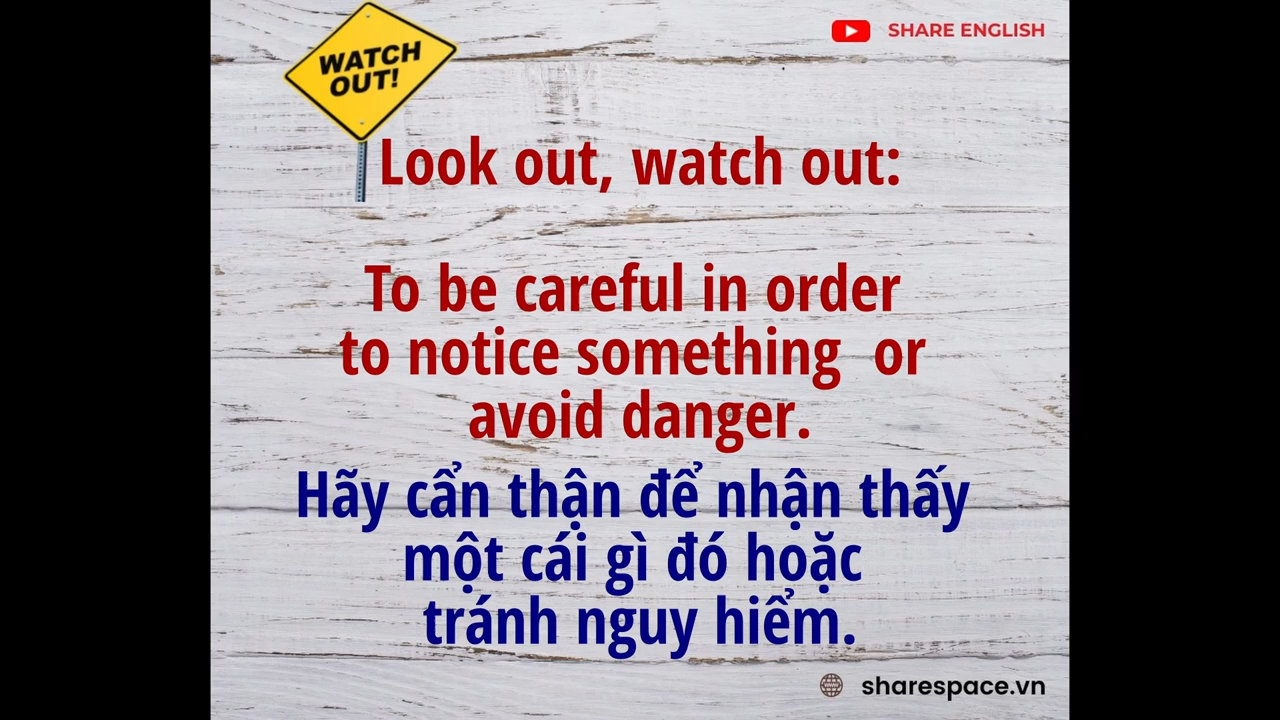 WATCH
OUT!
SHARE ENGLISH
Look out, watch out:
To be careful in order
to notice something or
avoid danger.
Hãy cẩn thận để nhận thấy
một cái gì đó hoặc
tránh nguy hiểm.
www
sharespace.vn